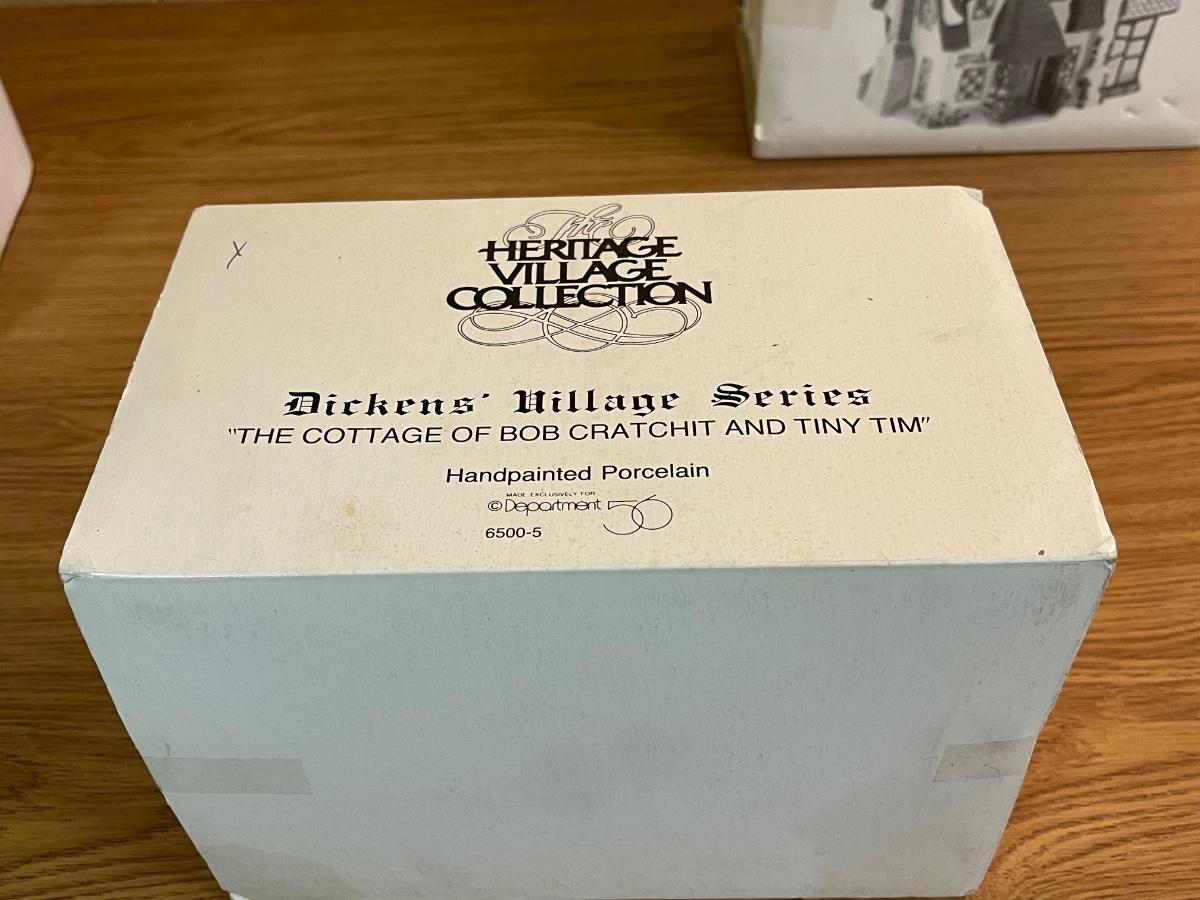 The
HERITAGE
VILLAGE
COLLECTION
Dickens' Village Series
"THE COTTAGE OF BOB CRATCHIT AND TINY TIM"
Handpainted Porcelain
MADE EXCLUSIVELY FOR
© Department 56
6500-5